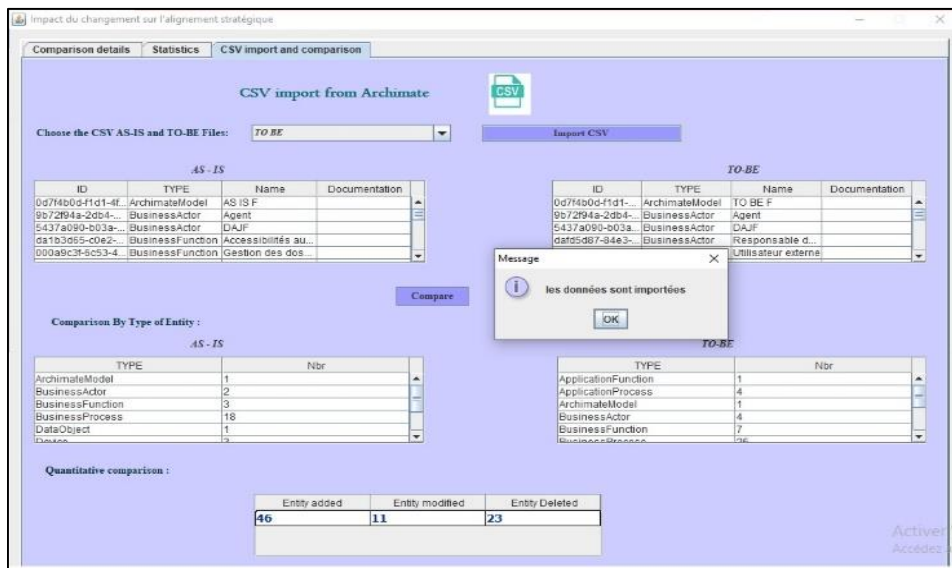 Impact du changement sur l'alignement stratégique
Comparison details Statistics CSV import and comparison
CSV import from Archimate CSV
Choose the CSV AS-IS and TO-BE Files: TO BE Import CSV
AS - IS TO-BE
ID TYPE Name Documentation ID TYPE Name Documentation
0d7f4b0d-f1d1-4f... ArchimateModel AS IS F 0d7f4b0d-f1d1-... ArchimateModel TO BE F
9b72f94a-2db4-... BusinessActor Agent 9b72f94a-2db4-... BusinessActor Agent
5437a090-b03a-... BusinessActor DAJF 5437a090-b03a... BusinessActor DAJF
da1b3d65-c0e2-... BusinessFunction Accessibilités au... dafd5d87-84e3-... BusinessActor Responsable d...
000a9c3f-6c53-4... BusinessFunction Gestion des dos... Utilisateur externe
Message
les données sont importées
OK
Compare
Comparison By Type of Entity :
AS - IS TO-BE
TYPE Nbr TYPE Nbr
ArchimateModel 1 ApplicationFunction 1
BusinessActor 2 ApplicationProcess 4
BusinessFunction 3 ArchimateModel 1
BusinessProcess 18 BusinessActor 4
DataObject 1 BusinessFunction 7
Device BusinessProcess
Quantitative comparison :
Entity added Entity modified Entity Deleted
46 11 23
Activer
Accédez